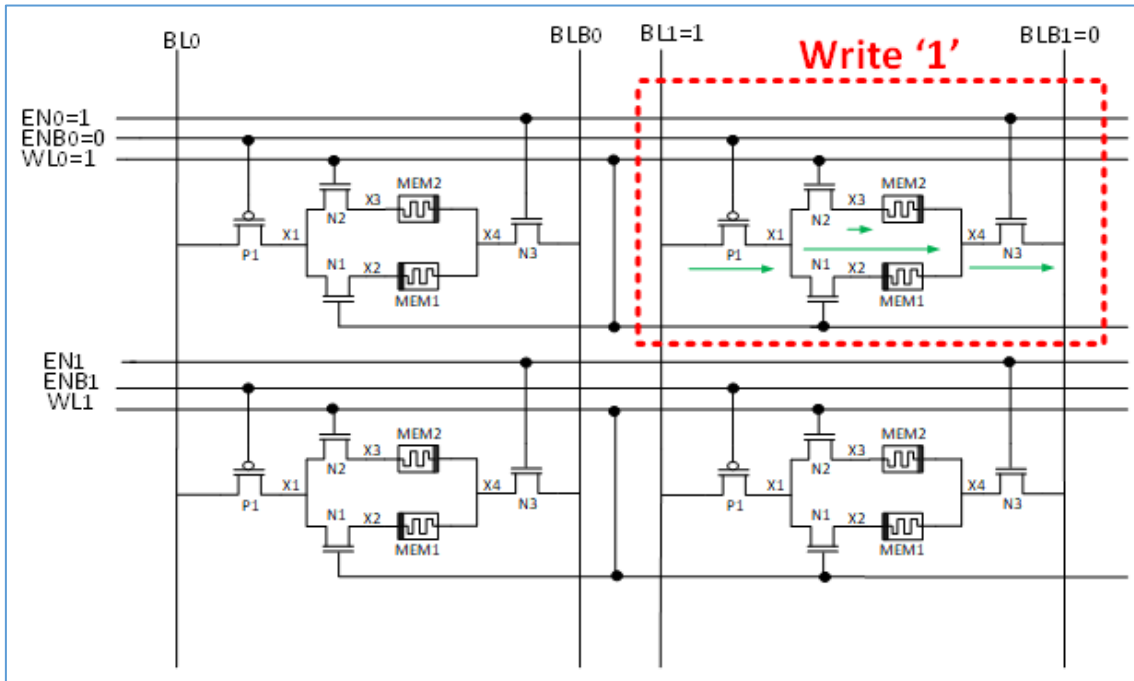 BL0 BLB0 BL1=1 BLB1=0
Write ‘1’
EN0=1
ENB0=0
WL0=1
MEM2 MEM2
X3 X3
N2 N2
X1 X4 X1 X4
P1 N1 N3 P1 N1 N3
X2 X2
MEM1 MEM1
EN1
ENB1
WL1
MEM2 MEM2
X3 X3
N2 N2
X1 X4 X1 X4
P1 N1 N3 P1 N1 N3
X2 X2
MEM1 MEM1